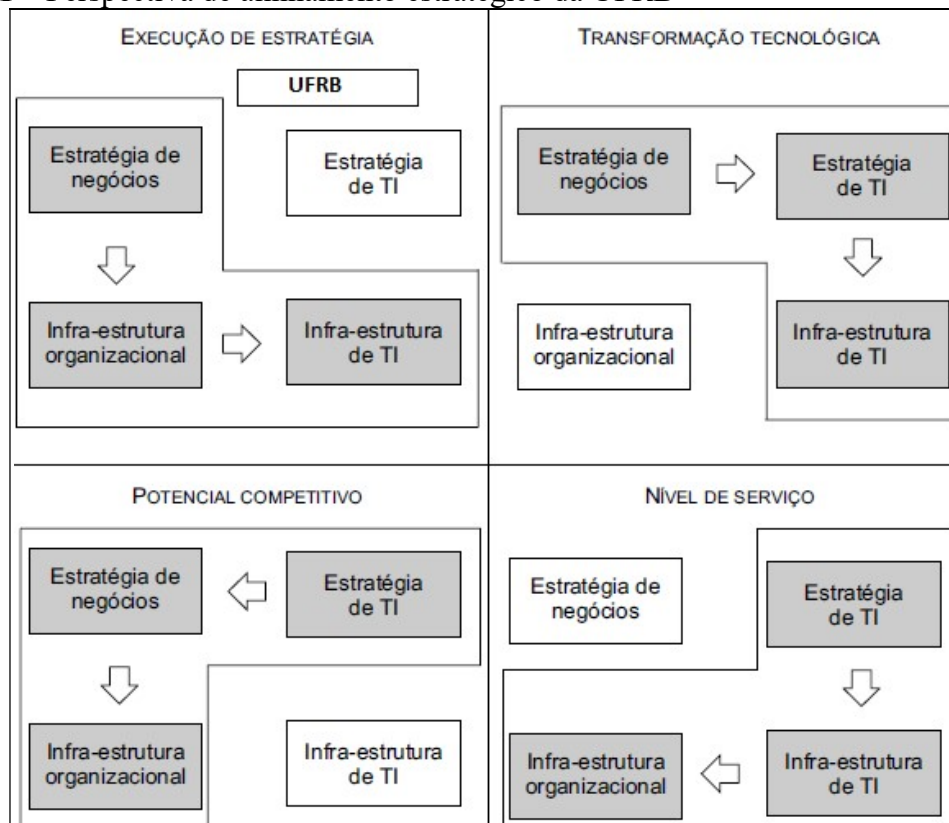 Perspectiva de alinhamento estratégico da UFRB
EXECUÇÃO DE ESTRATÉGIA
UFRB
Estratégia de
negócios
Estratégia
de TI
Infra-estrutura
organizacional
Infra-estrutura
de TI
TRANSFORMAÇÃO TECNOLÓGICA
Estratégia de
negócios
Estratégia
de TI
Infra-estrutura
organizacional
Infra-estrutura
de TI
POTENCIAL COMPETITIVO
Estratégia de
negócios
Estratégia
de TI
Infra-estrutura
organizacional
Infra-estrutura
de TI
NÍVEL DE SERVIÇO
Estratégia de
negócios
Estratégia
de TI
Infra-estrutura
organizacional
Infra-estrutura
de TI